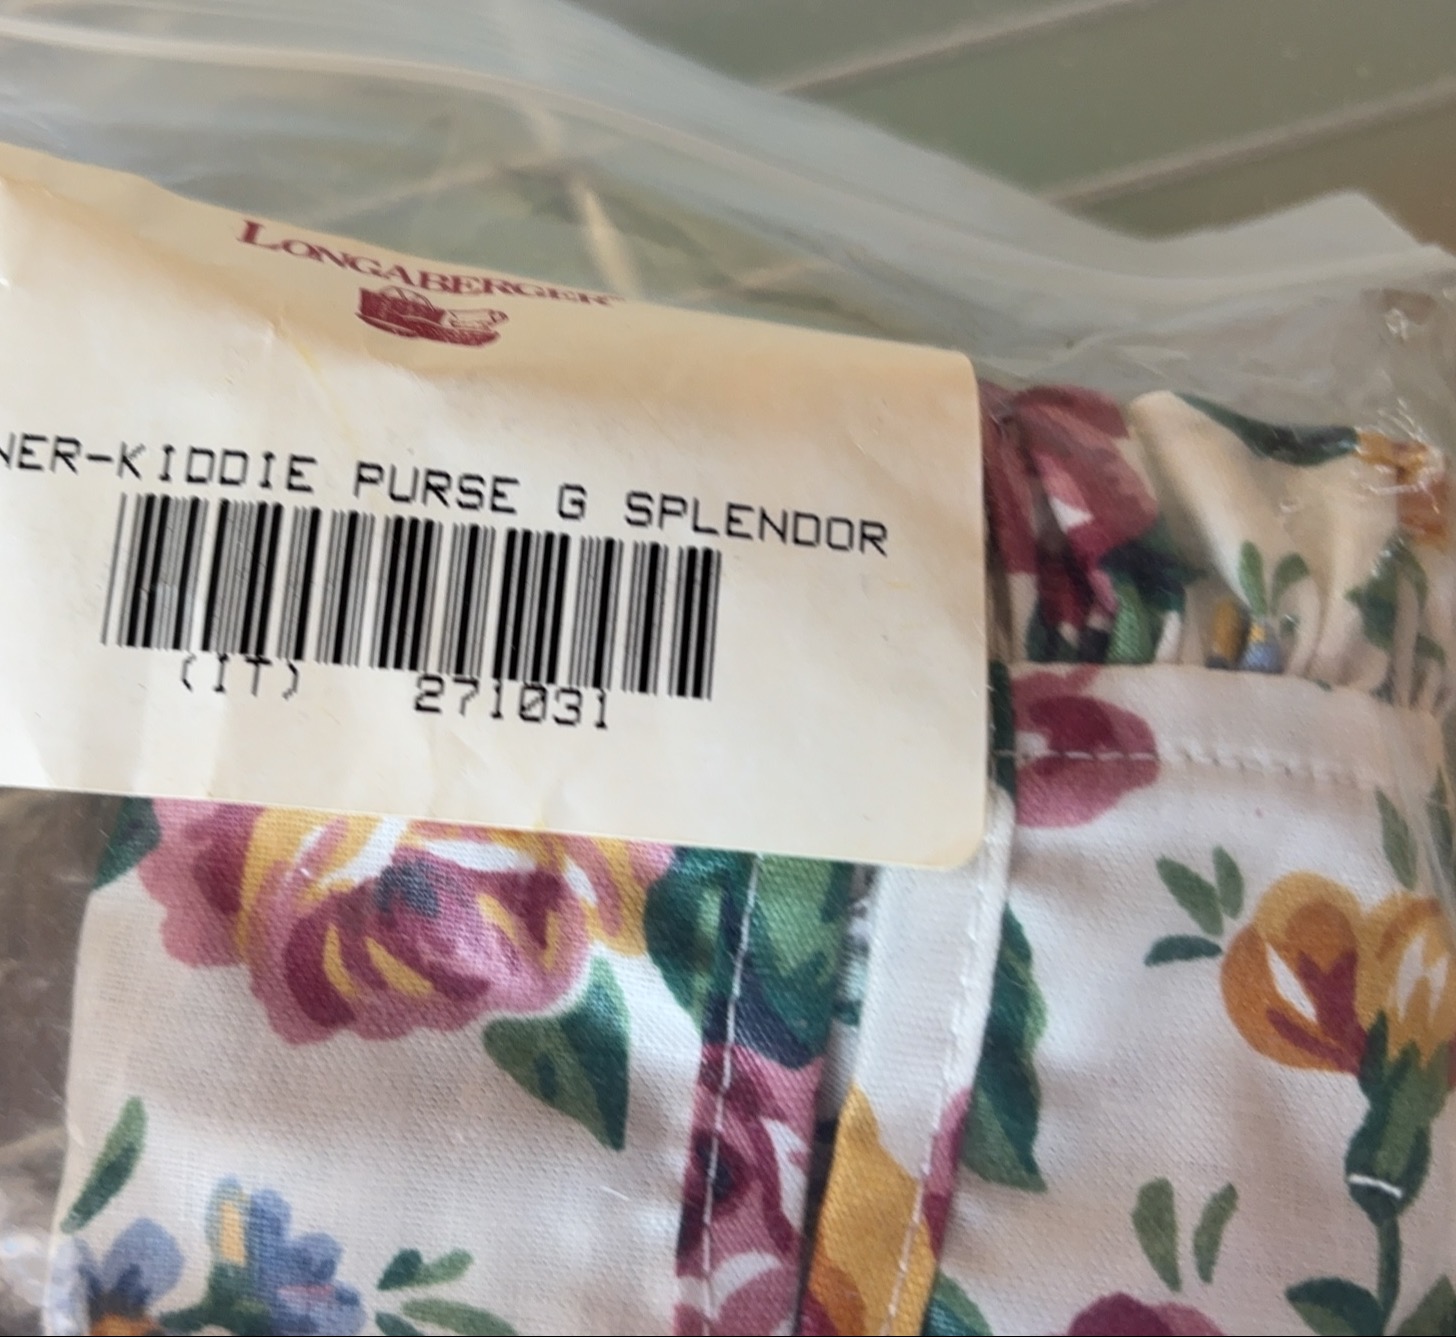 LONGABERGER
NER-KIDDIE PURSE G SPLENDOR
(IT) 271031